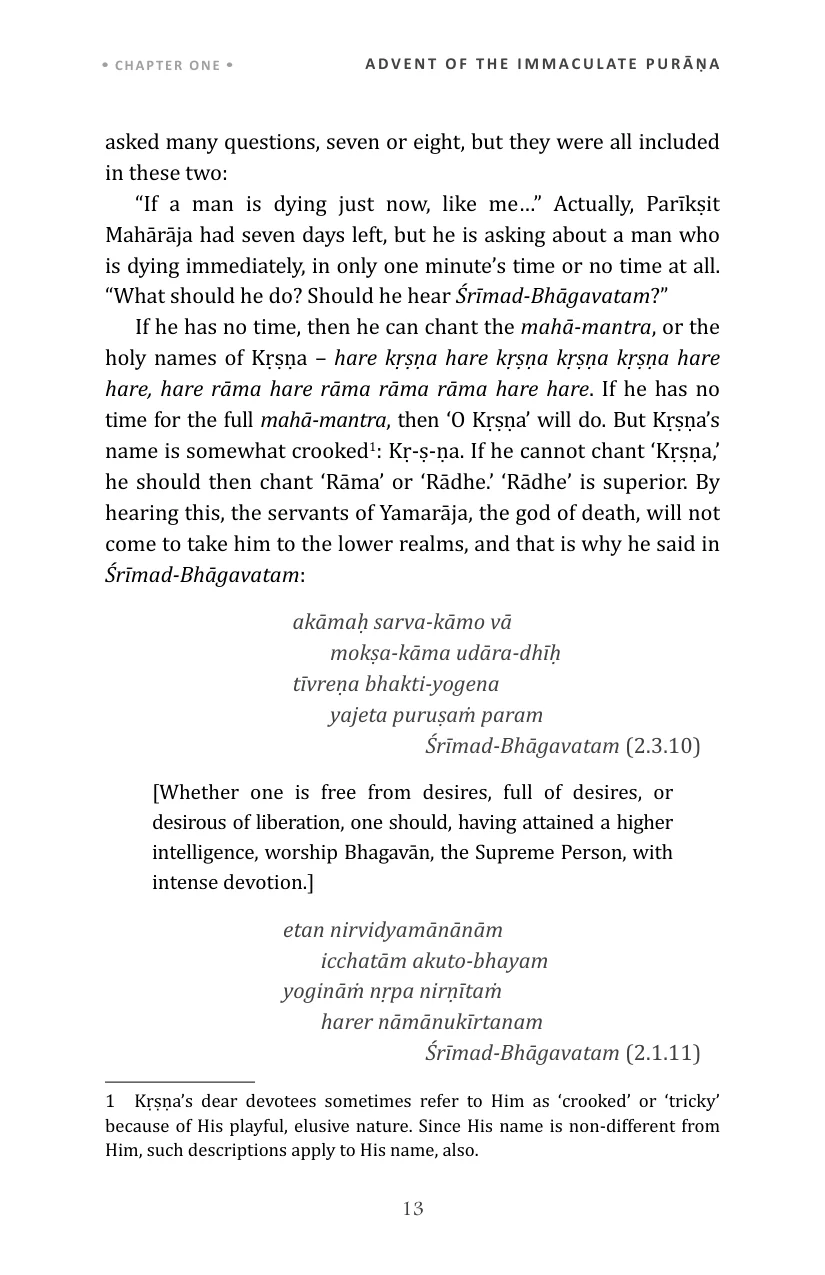 • CHAPTER ONE • ADVENT OF THE IMMACULATE PURĀṆA
asked many questions, seven or eight, but they were all included
in these two:
“If a man is dying just now, like me…” Actually, Parīkṣit
Mahārāja had seven days left, but he is asking about a man who
is dying immediately, in only one minute’s time or no time at all.
“What should he do? Should he hear Śrīmad-Bhāgavatam?”
If he has no time, then he can chant the mahā-mantra, or the
holy names of Kṛṣṇa – hare kṛṣṇa hare kṛṣṇa kṛṣṇa kṛṣṇa hare
hare, hare rāma hare rāma rāma rāma hare hare. If he has no
time for the full mahā-mantra, then ‘O Kṛṣṇa’ will do. But Kṛṣṇa’s
name is somewhat crooked¹: Kṛ-ṣ-ṇa. If he cannot chant ‘Kṛṣṇa,’
he should then chant ‘Rāma’ or ‘Rādhe.’ ‘Rādhe’ is superior. By
hearing this, the servants of Yamarāja, the god of death, will not
come to take him to the lower realms, and that is why he said in
Śrīmad-Bhāgavatam:
akāmaḥ sarva-kāmo vā
mokṣa-kāma udāra-dhīḥ
tīvreṇa bhakti-yogena
yajeta puruṣaṁ param
Śrīmad-Bhāgavatam (2.3.10)
[Whether one is free from desires, full of desires, or
desirous of liberation, one should, having attained a higher
intelligence, worship Bhagavān, the Supreme Person, with
intense devotion.]
etan nirvidyamānānām
icchatām akuto-bhayam
yogināṁ nṛpa nirṇītaṁ
harer nāmānukīrtanam
Śrīmad-Bhāgavatam (2.1.11)
1 Kṛṣṇa’s dear devotees sometimes refer to Him as ‘crooked’ or ‘tricky’
because of His playful, elusive nature. Since His name is non-different from
Him, such descriptions apply to His name, also.
13